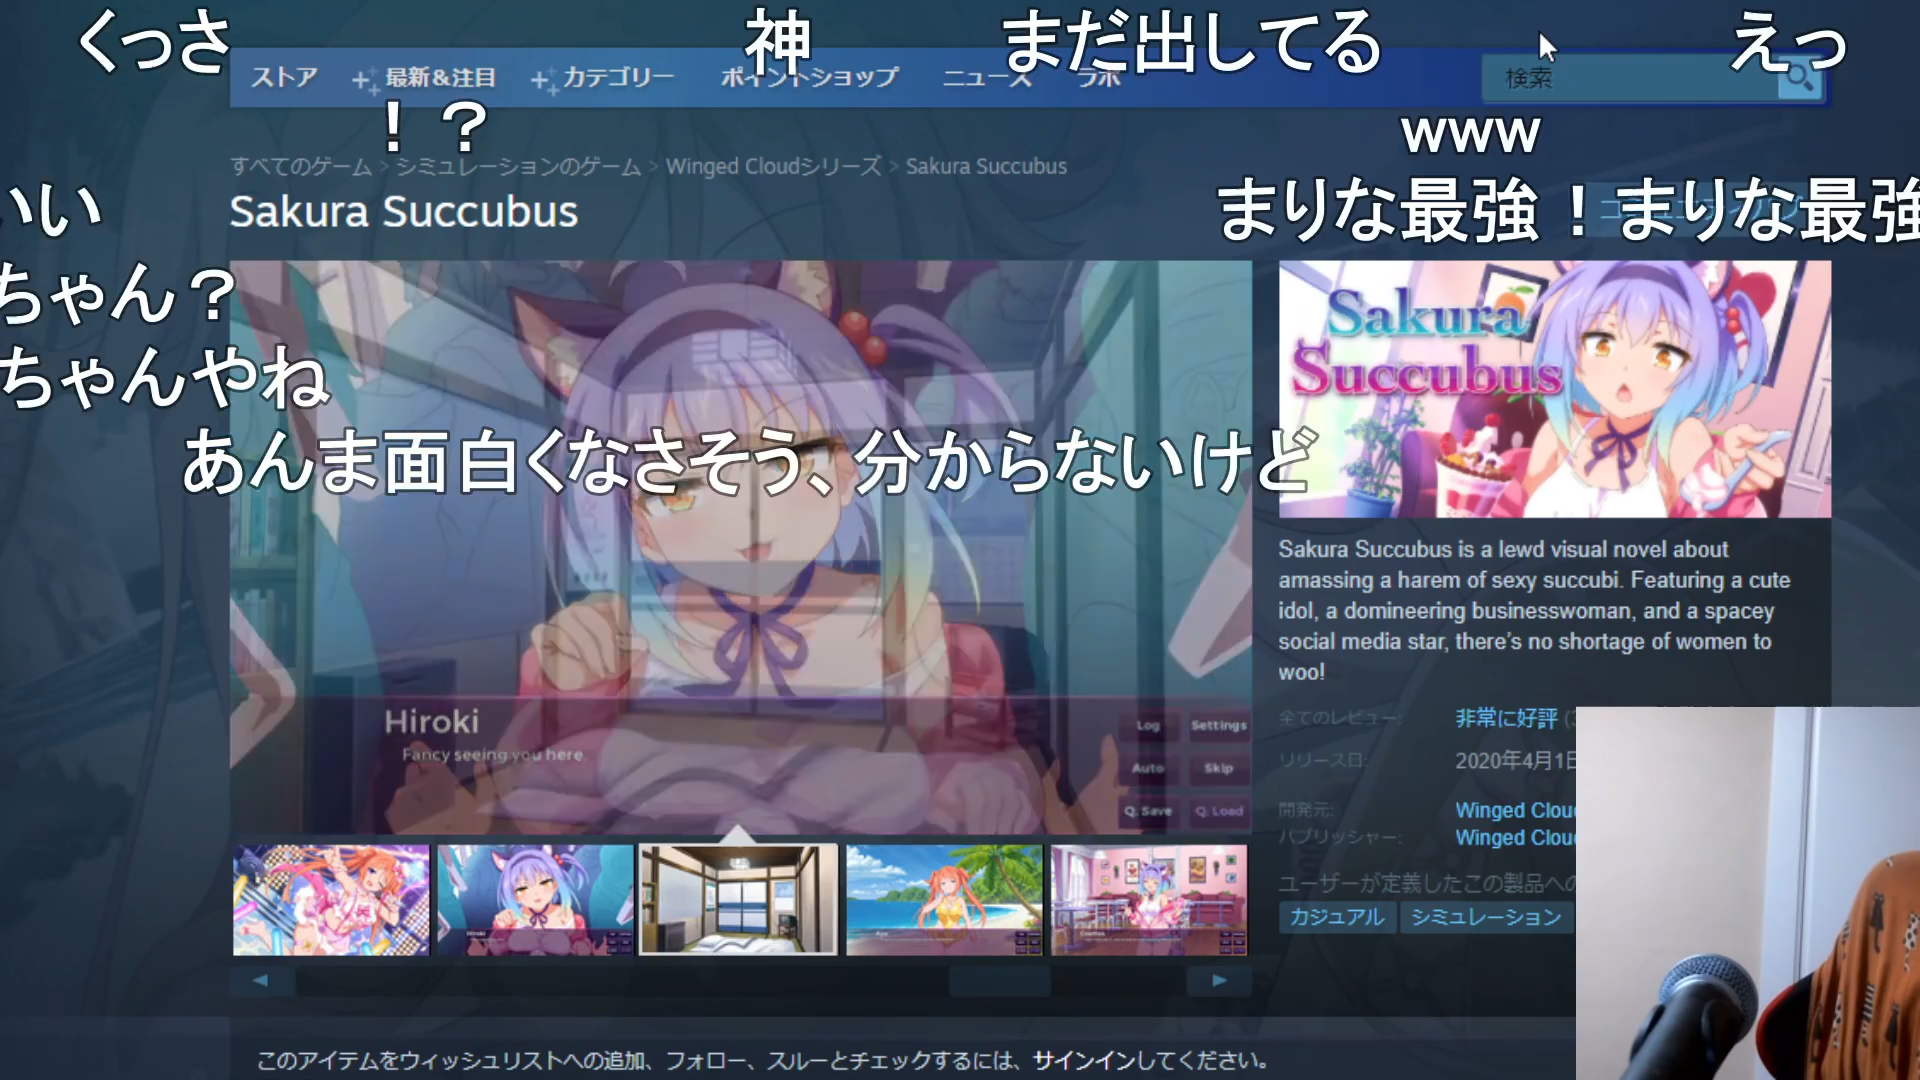 くっさ
神
まだ出してる
えっ
ストア
最新&注目
カテゴリー
ポイントショップ
ニュース
ラボ
検索
！？
www
すべてのゲーム > シミュレーションのゲーム > Winged Cloudシリーズ > Sakura Succubus
いい
Sakura Succubus
まりな最強！まりな最強
ちゃん？
ちゃんやね
あんま面白くなさそう、分からないけど
Sakura
Succubus
Sakura Succubus is a lewd visual novel about
amassing a harem of sexy succubi. Featuring a cute
idol, a domineering businesswoman, and a spacey
social media star, there's no shortage of women to
woo!
Hiroki
Fancy seeing you here.
Log Settings
Auto Skip
Q. Save Q. Load
全てのレビュー: 非常に好評
リリース日: 2020年4月1日
開発元: Winged Cloud
パブリッシャー: Winged Cloud
ユーザーが定義したこの製品への
カジュアル シミュレーション
このアイテムをウィッシュリストへの追加、フォロー、スルーとチェックするには、サインインしてください。